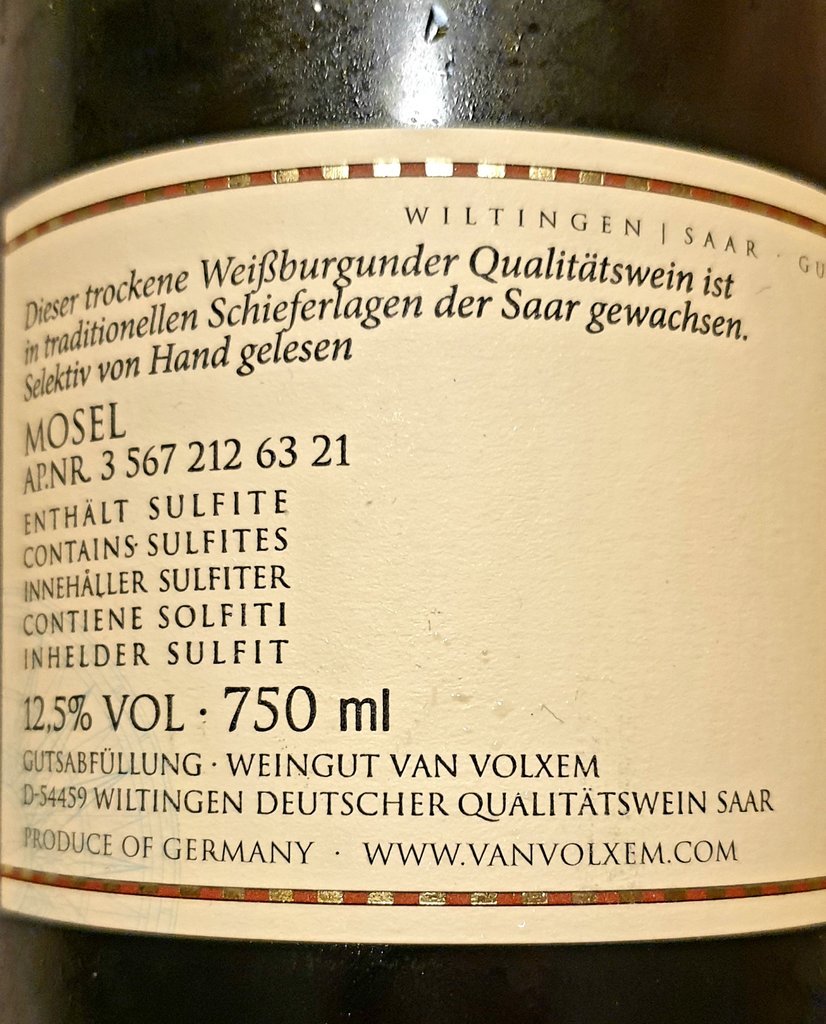 WILTINGEN | SAAR · GU
Dieser trockene Weißburgunder Qualitätswein ist
in traditionellen Schieferlagen der Saar gewachsen.
Selektiv von Hand gelesen
MOSEL
AP.NR. 3 567 212 63 21
ENTHÄLT SULFITE
CONTAINS SULFITES
INNEHÅLLER SULFITER
CONTIENE SOLFITI
INHELDER SULFIT
12,5% VOL · 750 ml
GUTSABFÜLLUNG · WEINGUT VAN VOLXEM
D-54459 WILTINGEN DEUTSCHER QUALITÄTSWEIN SAAR
PRODUCE OF GERMANY · WWW.VANVOLXEM.COM